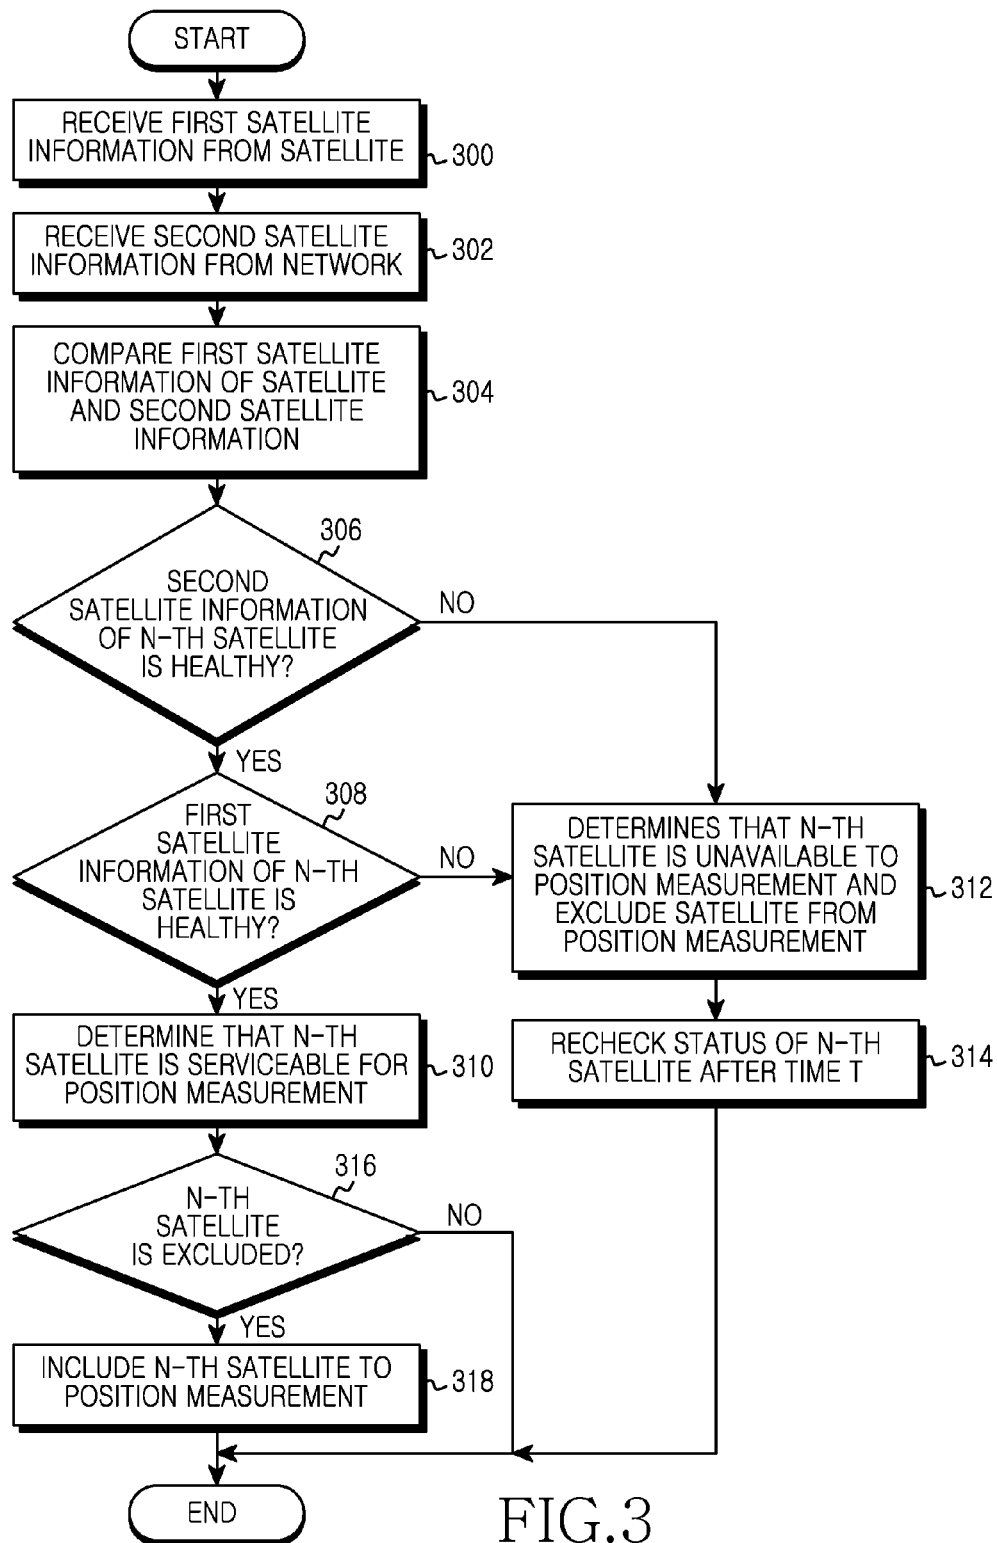 START
RECEIVE FIRST SATELLITE
INFORMATION FROM SATELLITE
300
RECEIVE SECOND SATELLITE
INFORMATION FROM NETWORK
302
COMPARE FIRST SATELLITE
INFORMATION OF SATELLITE
AND SECOND SATELLITE
INFORMATION
304
306
SECOND
SATELLITE INFORMATION
OF N-TH SATELLITE
IS HEALTHY?
NO
YES
308
FIRST
SATELLITE
INFORMATION OF N-TH
SATELLITE IS
HEALTHY?
NO
YES
DETERMINES THAT N-TH
SATELLITE IS UNAVAILABLE TO
POSITION MEASUREMENT AND
EXCLUDE SATELLITE FROM
POSITION MEASUREMENT
312
DETERMINE THAT N-TH
SATELLITE IS SERVICEABLE FOR
POSITION MEASUREMENT
310
RECHECK STATUS OF N-TH
SATELLITE AFTER TIME T
314
316
N-TH
SATELLITE
IS EXCLUDED?
NO
YES
INCLUDE N-TH SATELLITE TO
POSITION MEASUREMENT
318
END
FIG.3